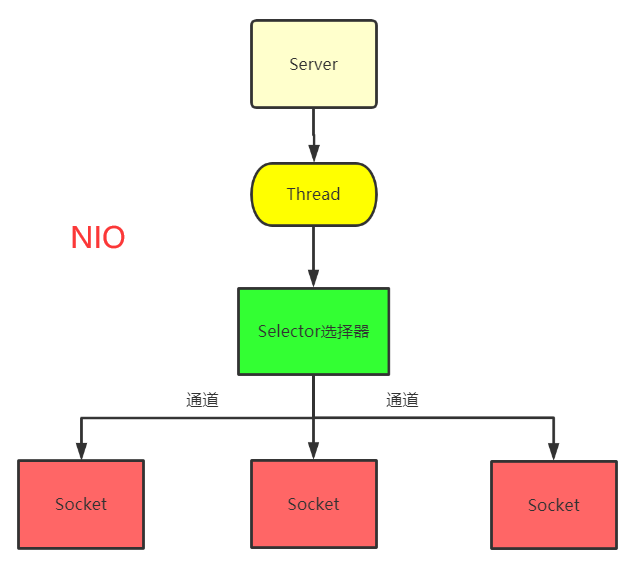 Server
Thread
NIO
Selector选择器
通道
通道
Socket
Socket
Socket